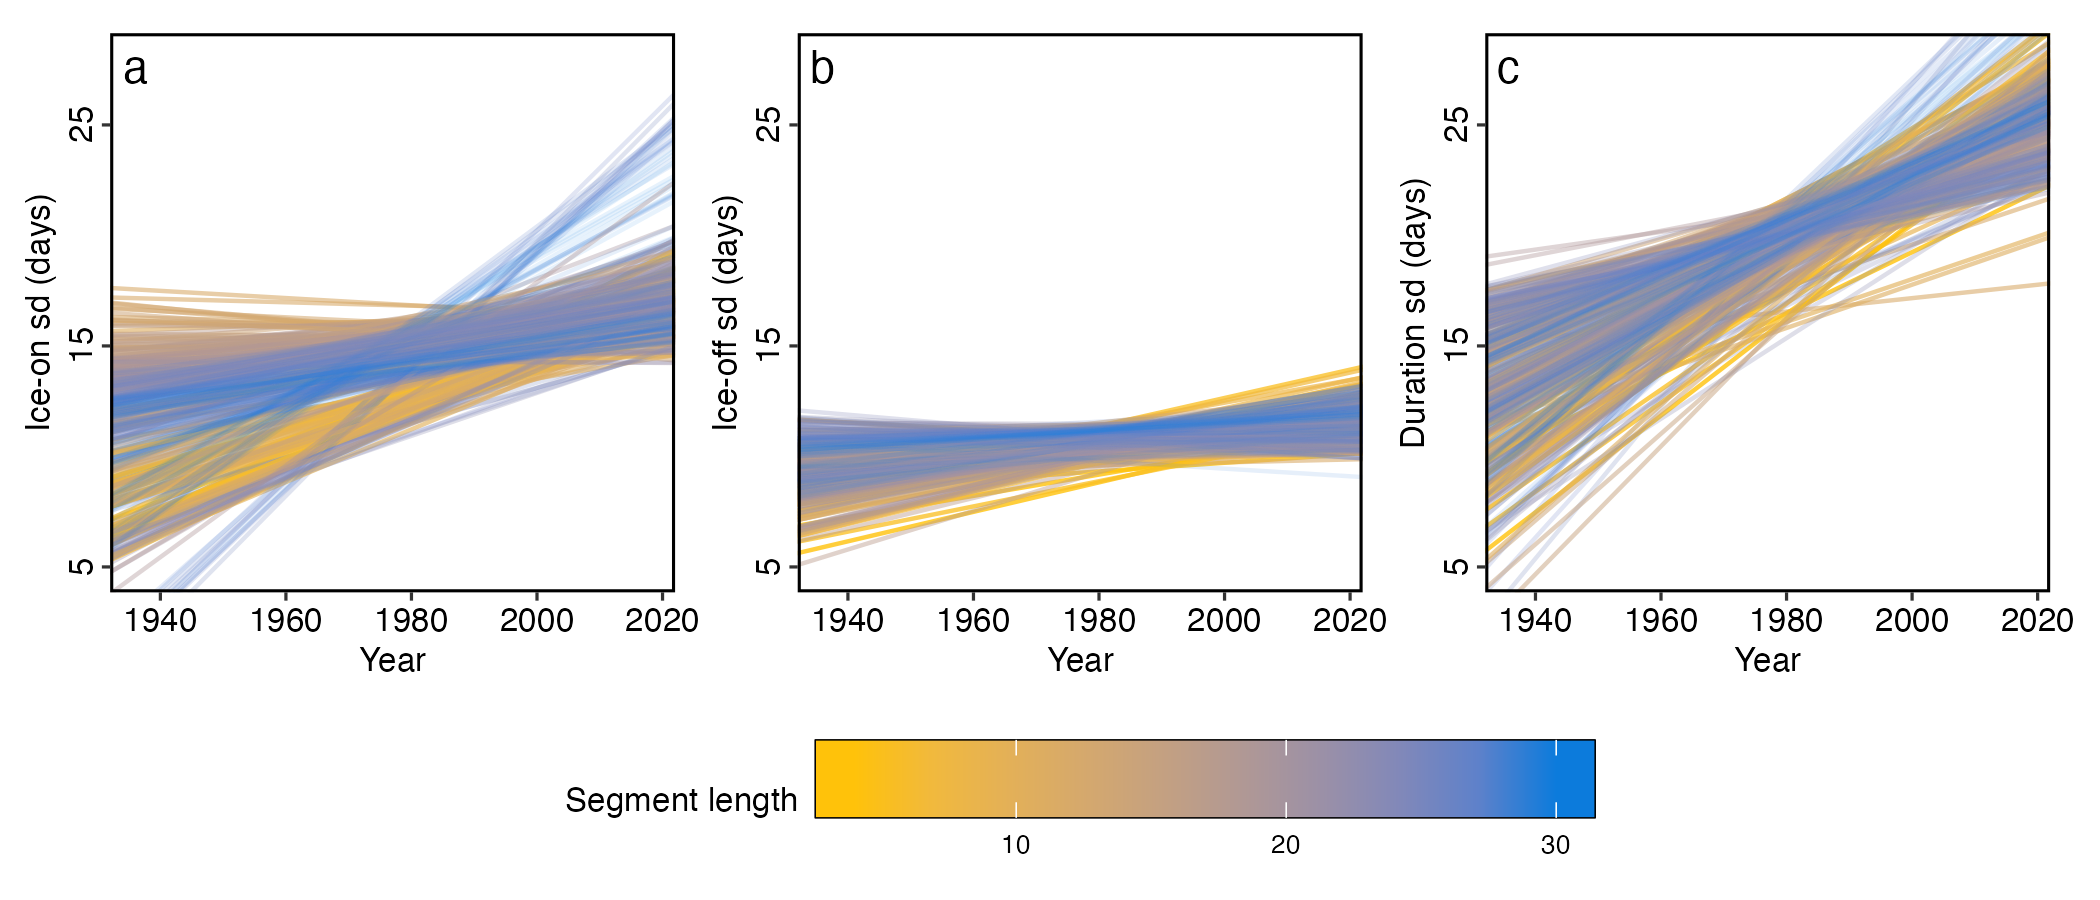 a
b
c
Ice-on sd (days)
5
15
25
1940 1960 1980 2000 2020
Year
Ice-off sd (days)
5
15
25
1940 1960 1980 2000 2020
Year
Duration sd (days)
5
15
25
1940 1960 1980 2000 2020
Year
Segment length
10 20 30